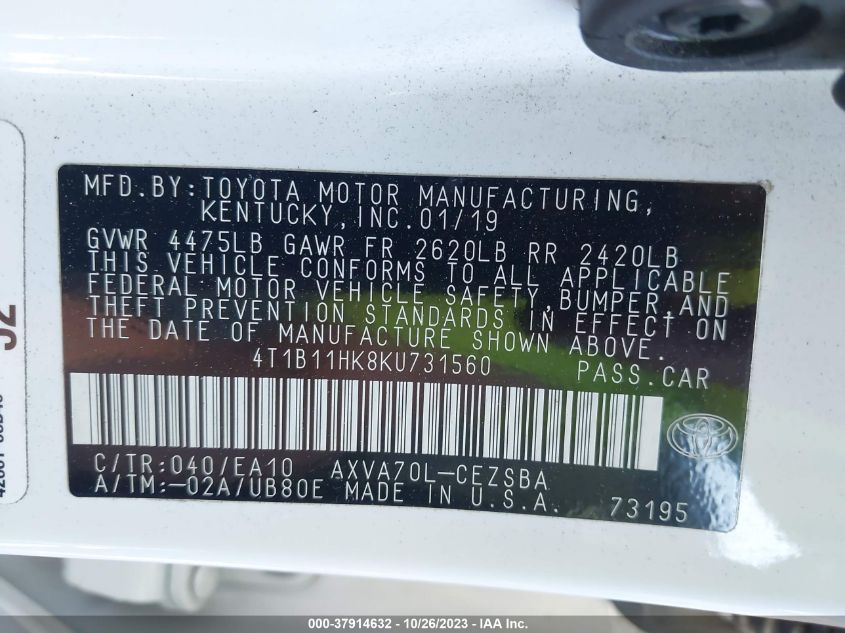 MFD.BY:TOYOTA MOTOR MANUFACTURING,
KENTUCKY,INC.01/19
GVWR 4475LB GAWR FR 2620LB RR 2420LB
THIS VEHICLE CONFORMS TO ALL APPLICABLE
FEDERAL MOTOR VEHICLE SAFETY,BUMPER,AND
THEFT PREVENTION STANDARDS IN EFFECT ON
THE DATE OF MANUFACTURE SHOWN ABOVE.
4T1B11HK8KU731560 PASS.CAR
C/TR:040/EA10 AXVA70L-CEZSBA
A/TM:-02A/UB80E MADE IN U.S.A. 73195
000-37914632 - 10/26/2023 - IAA Inc.